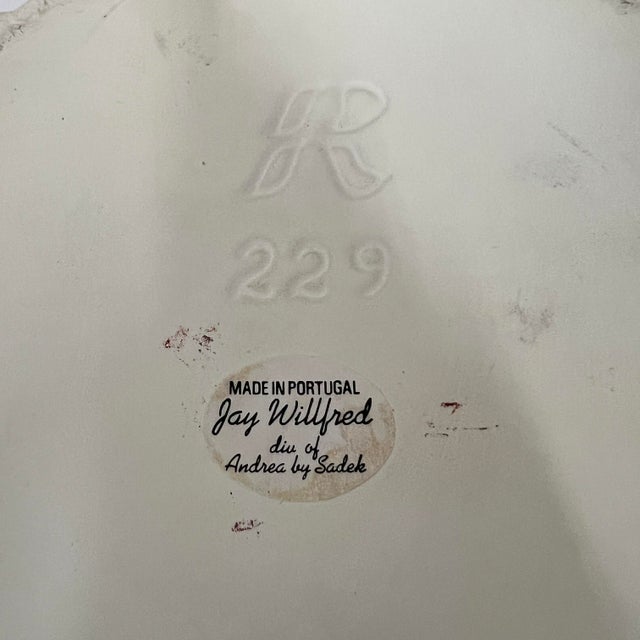 R
229
MADE IN PORTUGAL
Jay Willfred
div of
Andrea by Sadek